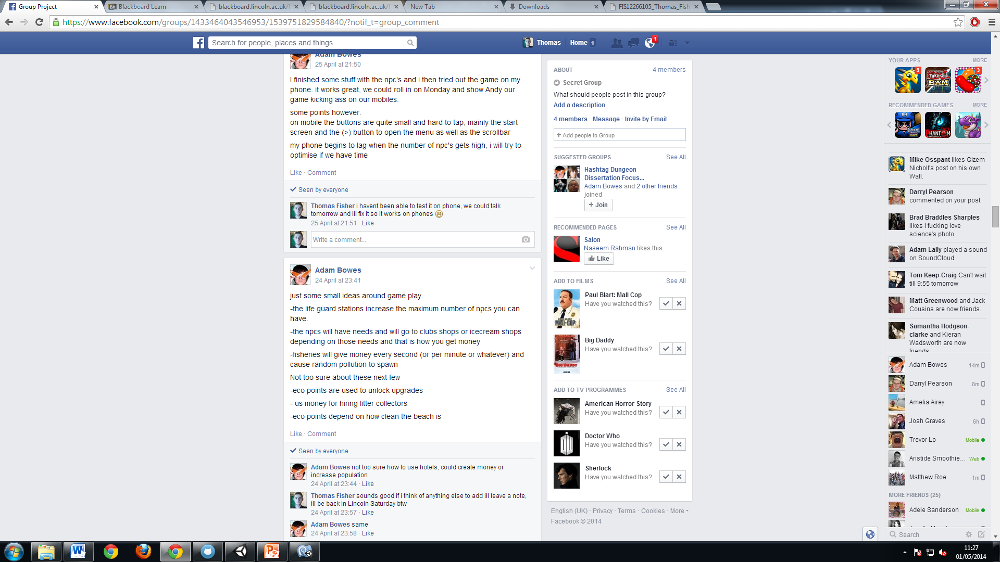 Group Project
Blackboard Learn
blackboard.lincoln.ac.uk/
blackboard.lincoln.ac.uk/
New Tab
Downloads
FIS12266105_Thomas_Fish
https://www.facebook.com/groups/1433464043546953/1539751829584840/?notif_t=group_comment
Search for people, places and things
Thomas
Home 1
1
Adam Bowes
25 April at 21:50
I finished some stuff with the npc's and i then tried out the game on my
phone. it works great, we could roll in on Monday and show Andy our
game kicking ass on our mobiles.
some points however.
on mobile the buttons are quite small and hard to tap, mainly the start
screen and the (>) button to open the menu as well as the scrollbar
my phone begins to lag when the number of npc's gets high, i will try to
optimise if we have time
Like · Comment
Seen by everyone
Thomas Fisher i havent been able to test it on phone, we could talk
tomorrow and ill fix it so it works on phones
25 April at 21:51 · Like
Write a comment...
Adam Bowes
24 April at 23:41
just some small ideas around game play.
-the life guard stations increase the maximum number of npcs you can
have.
-the npcs will have needs and will go to clubs shops or icecream shops
depending on those needs and that is how you get money
-fisheries will give money every second (or per minute or whatever) and
cause random pollution to spawn
Not too sure about these next few
-eco points are used to unlock upgrades
- us money for hiring litter collectors
-eco points depend on how clean the beach is
Like · Comment
Seen by everyone
Adam Bowes not too sure how to use hotels, could create money or
increase population
24 April at 23:44 · Like
Thomas Fisher sounds good if i think of anything else to add ill leave a note,
ill be back in Lincoln Saturday btw
24 April at 23:57 · Like
Adam Bowes same
24 April at 23:58 · Like
ABOUT
4 members
Secret Group
What should people post in this group?
Add a description
4 members · Message · Invite by Email
+ Add people to Group
SUGGESTED GROUPS
See All
Hashtag Dungeon
Dissertation Focus...
Adam Bowes and 2 other friends
joined
+ Join
RECOMMENDED PAGES
See All
Salon
Naseem Rahman likes this.
Like
ADD TO FILMS
See All
Paul Blart: Mall Cop
Have you watched this?
MALL COP
Big Daddy
Have you watched this?
BIG DADDY
ADD TO TV PROGRAMMES
See All
American Horror Story
Have you watched this?
Doctor Who
Have you watched this?
Sherlock
Have you watched this?
English (UK) · Privacy · Terms · Cookies · More
Facebook © 2014
YOUR APPS
MORE
9
Yu-Gi-Oh!
BAM
3
RECOMMENDED GAMES
MORE
BASEBALL
PHANTOM
Mike Osspant likes Gizem
Nicholl's post on his own
Wall.
Darryl Pearson
commented on your post.
Brad Braddles Sharples
likes I fucking love
science's photo.
Adam Lally played a sound
on SoundCloud.
Tom Keep-Craig Can't wait
till 9:55 tomorrow
Matt Greenwood and Jack
Cousins are now friends.
Samantha Hodgson-
clarke and Kieran
Wadsworth are now
friends.
Adam Bowes 14m
Darryl Pearson 8m
Amelia Airey
Josh Graves 6h
Trevor Lo Mobile
Aristide Smoothie... Web
Matthew Roe 1m
MORE FRIENDS (25)
Adele Sanderson Mobile
Search
11:27
01/05/2014